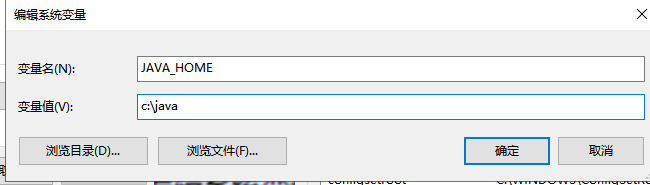 编辑系统变量
变量名(N):
JAVA_HOME
变量值(V):
c:\java
浏览目录(D)...
浏览文件(F)...
确定
取消